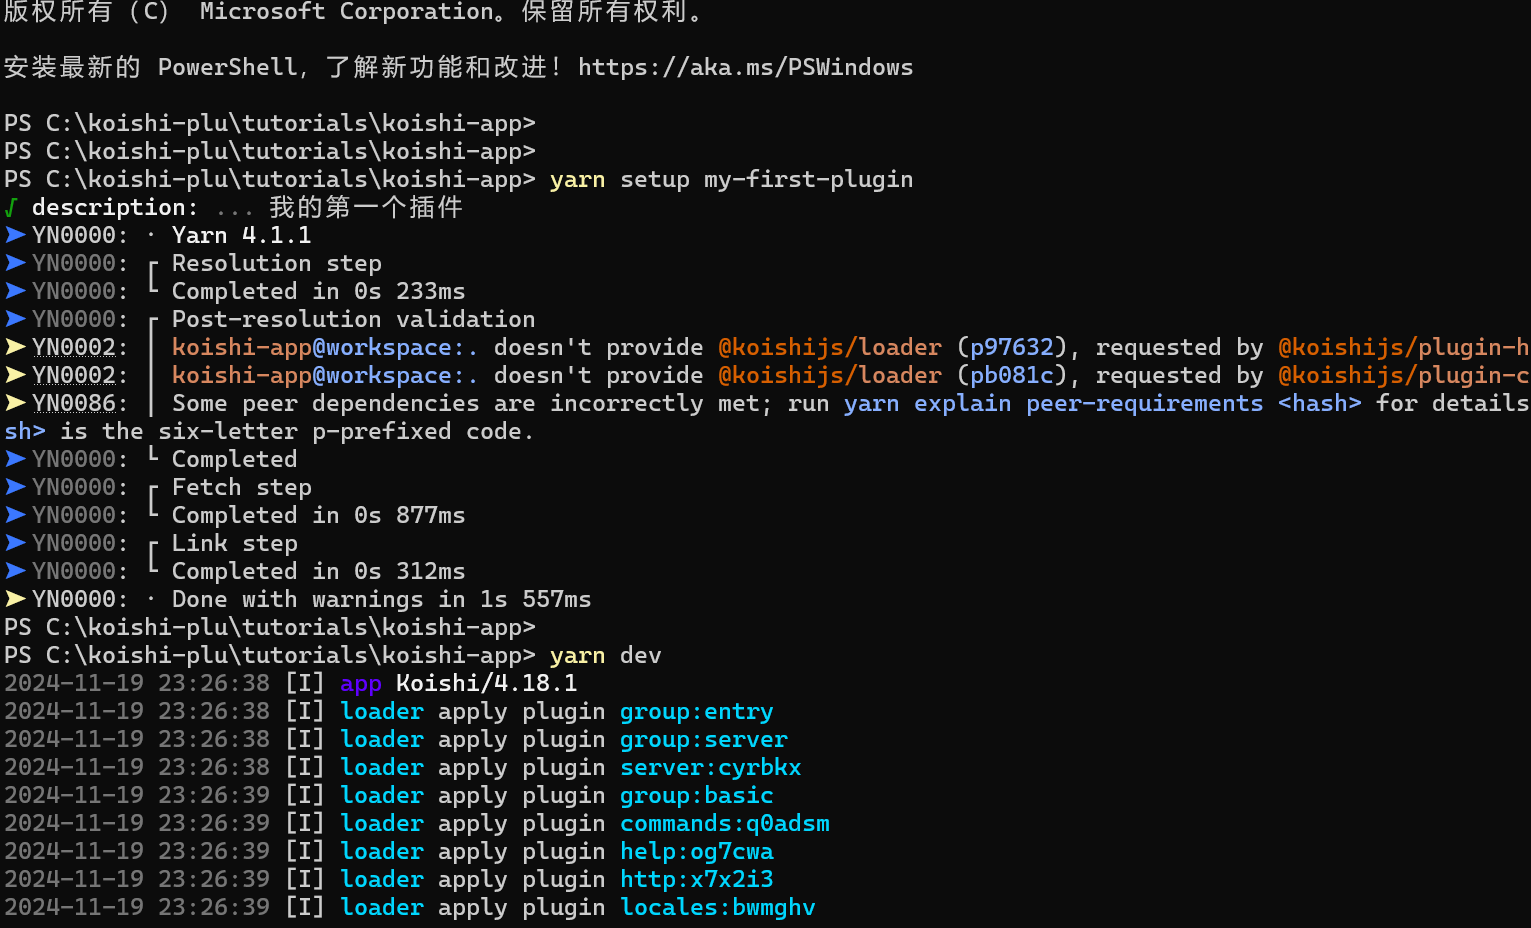 版权所有（C） Microsoft Corporation。保留所有权利。
安装最新的 PowerShell，了解新功能和改进！https://aka.ms/PSWindows
PS C:\koishi-plu\tutorials\koishi-app>
PS C:\koishi-plu\tutorials\koishi-app>
PS C:\koishi-plu\tutorials\koishi-app> yarn setup my-first-plugin
√ description: ... 我的第一个插件
➤ YN0000: · Yarn 4.1.1
➤ YN0000: ┌ Resolution step
➤ YN0000: └ Completed in 0s 233ms
➤ YN0000: ┌ Post-resolution validation
➤ YN0002: │ koishi-app@workspace:. doesn't provide @koishijs/loader (p97632), requested by @koishijs/plugin-h
➤ YN0002: │ koishi-app@workspace:. doesn't provide @koishijs/loader (pb081c), requested by @koishijs/plugin-c
➤ YN0086: │ Some peer dependencies are incorrectly met; run yarn explain peer-requirements <hash> for details
sh> is the six-letter p-prefixed code.
➤ YN0000: └ Completed
➤ YN0000: ┌ Fetch step
➤ YN0000: └ Completed in 0s 877ms
➤ YN0000: ┌ Link step
➤ YN0000: └ Completed in 0s 312ms
➤ YN0000: · Done with warnings in 1s 557ms
PS C:\koishi-plu\tutorials\koishi-app>
PS C:\koishi-plu\tutorials\koishi-app> yarn dev
2024-11-19 23:26:38 [I] app Koishi/4.18.1
2024-11-19 23:26:38 [I] loader apply plugin group:entry
2024-11-19 23:26:38 [I] loader apply plugin group:server
2024-11-19 23:26:38 [I] loader apply plugin server:cyrbkx
2024-11-19 23:26:39 [I] loader apply plugin group:basic
2024-11-19 23:26:39 [I] loader apply plugin commands:q0adsm
2024-11-19 23:26:39 [I] loader apply plugin help:og7cwa
2024-11-19 23:26:39 [I] loader apply plugin http:x7x2i3
2024-11-19 23:26:39 [I] loader apply plugin locales:bwmghv